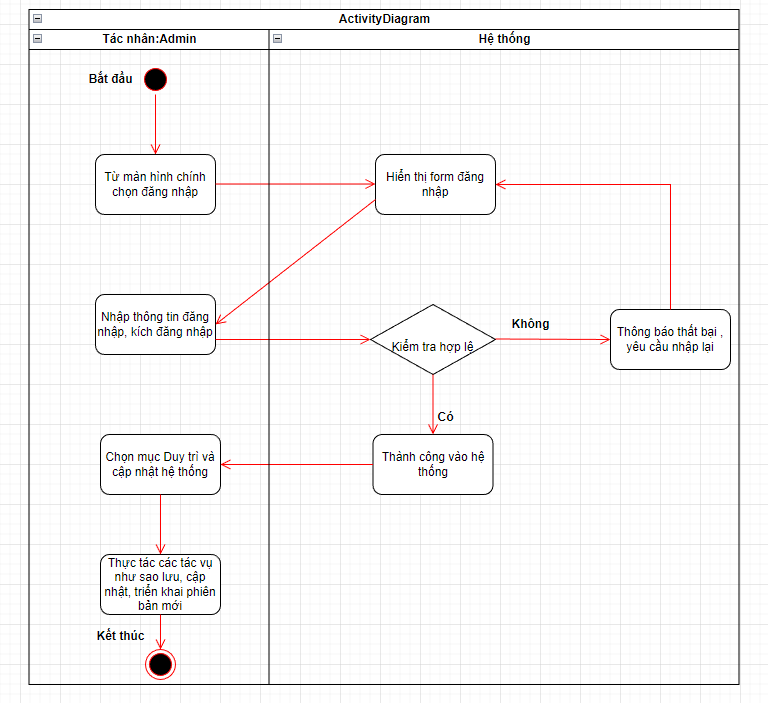 ActivityDiagram
Tác nhân:Admin
Hệ thống
Bắt đầu
Từ màn hình chính
chọn đăng nhập
Hiển thị form đăng
nhập
Nhập thông tin đăng
nhập, kích đăng nhập
Kiểm tra hợp lệ
Không
Thông báo thất bại ,
yêu cầu nhập lại
Có
Chọn mục Duy trì và
cập nhật hệ thống
Thành công vào hệ
thống
Thực tác các tác vụ
như sao lưu, cập
nhật, triển khai phiên
bản mới
Kết thúc